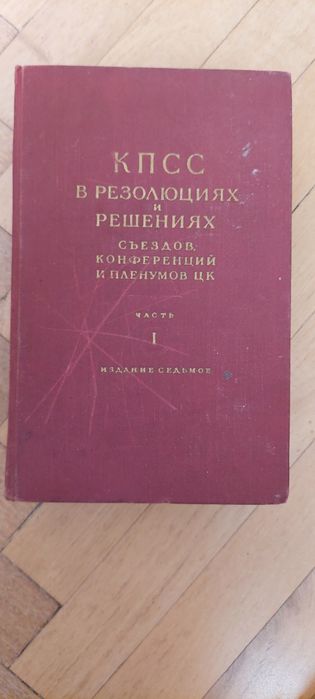 КПСС
В РЕЗОЛЮЦИЯХ
И
РЕШЕНИЯХ
СЪЕЗДОВ,
КОНФЕРЕНЦИЙ
И ПЛЕНУМОВ ЦК
ЧАСТЬ
I
ИЗДАНИЕ СЕДЬМОЕ